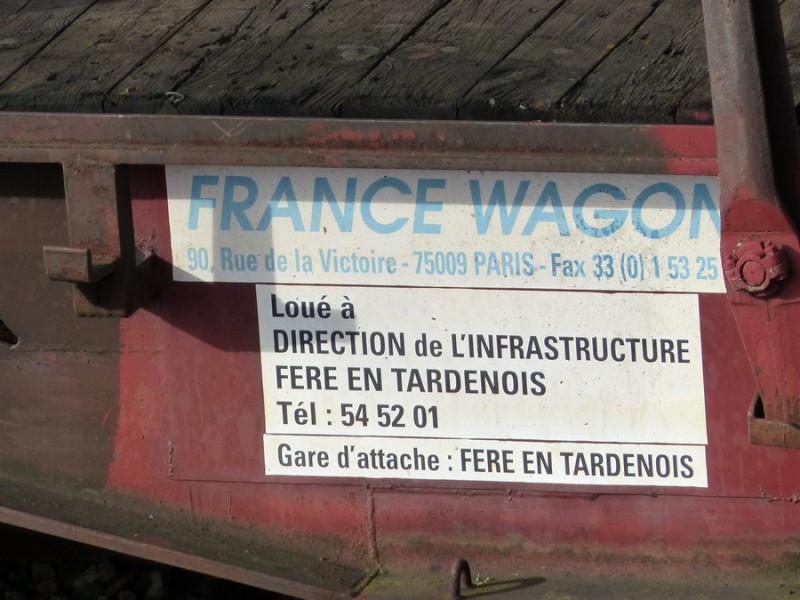 FRANCE WAGON
90, Rue de la Victoire - 75009 PARIS - Fax 33 (0) 1 53 25
Loué à
DIRECTION de L'INFRASTRUCTURE
FERE EN TARDENOIS
Tél : 54 52 01
Gare d'attache : FERE EN TARDENOIS